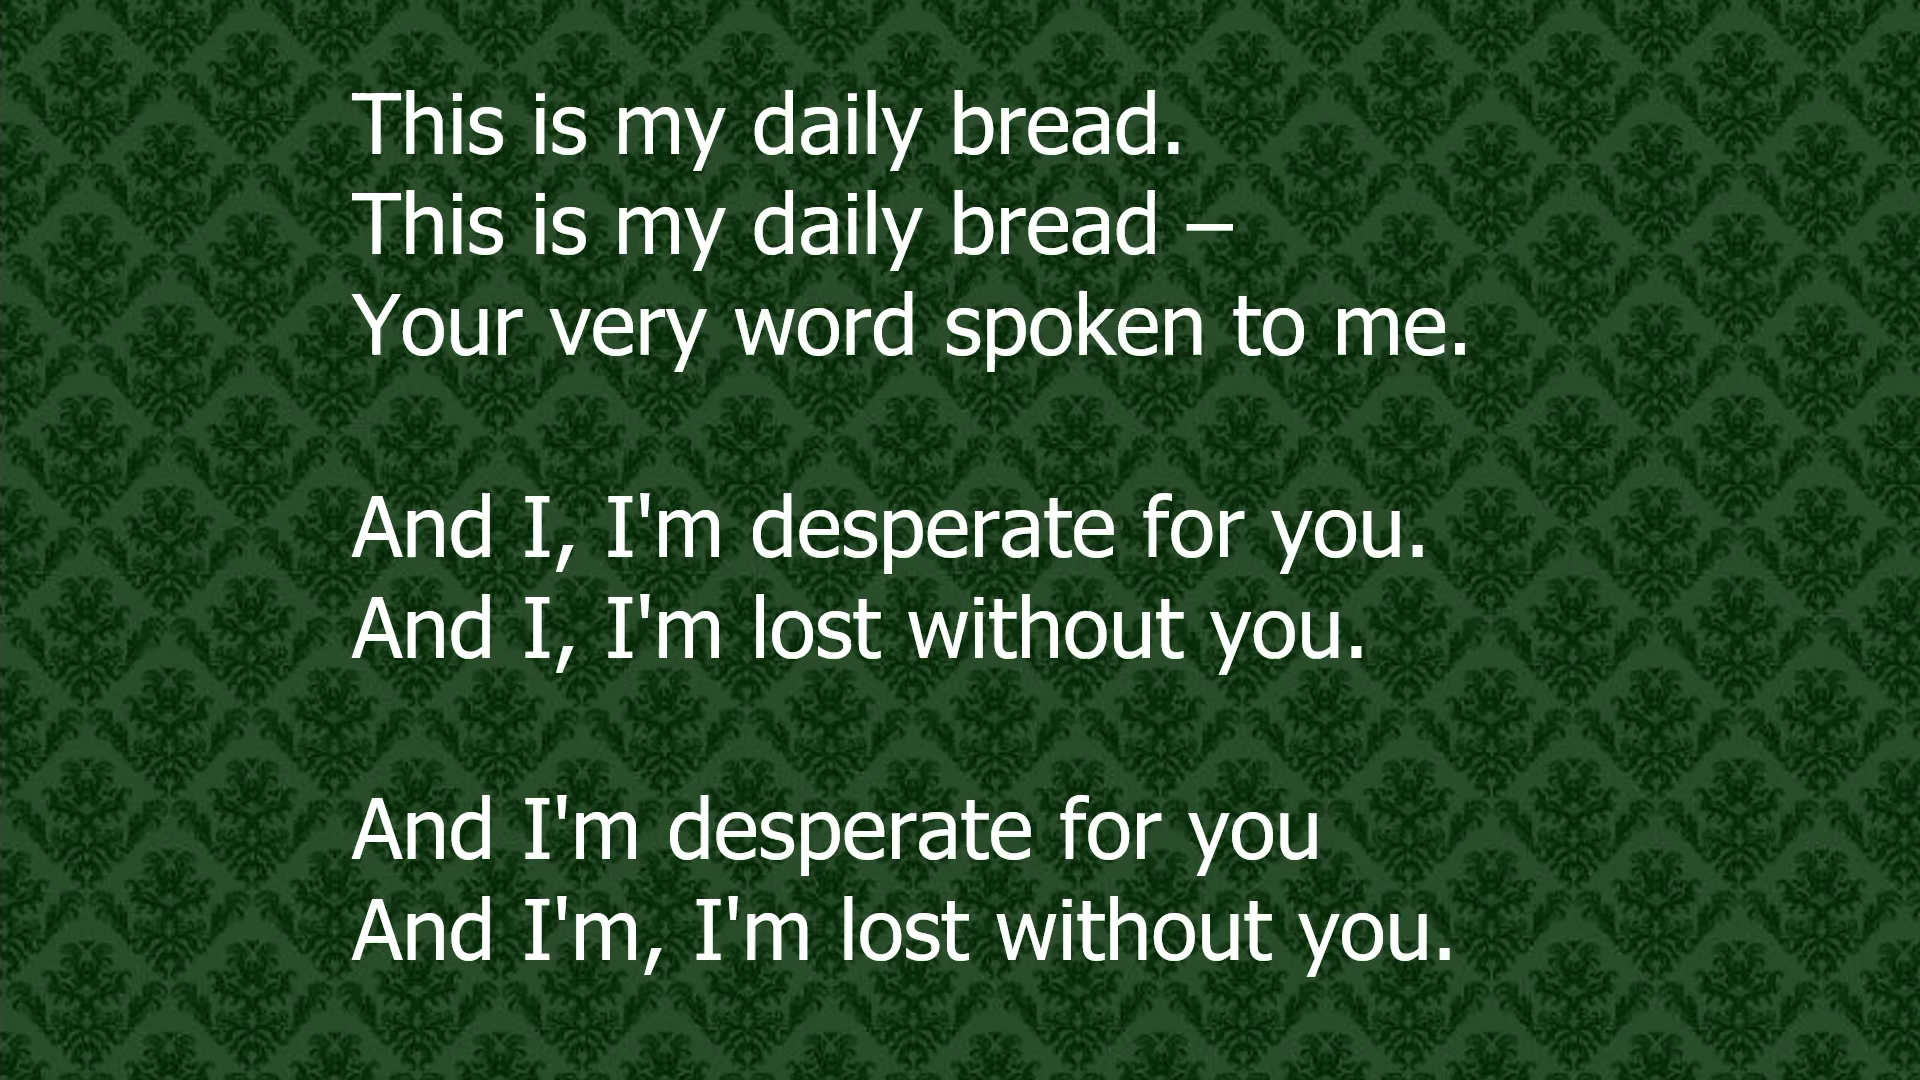 This is my daily bread.
This is my daily bread –
Your very word spoken to me.
And I, I'm desperate for you.
And I, I'm lost without you.
And I'm desperate for you
And I'm, I'm lost without you.